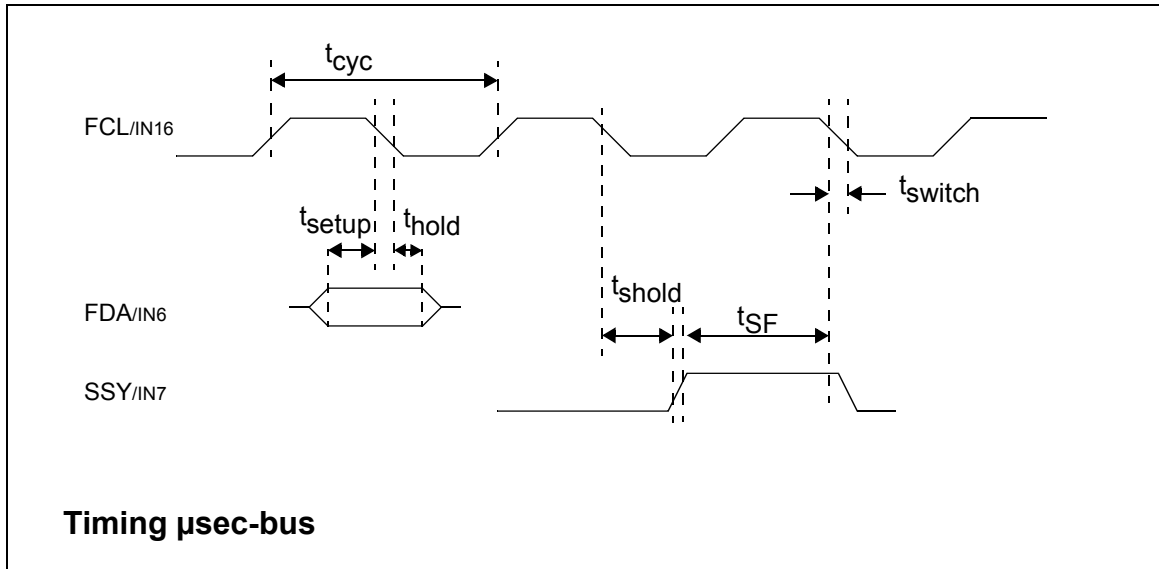 tcyc
FCL/IN16
tswitch
tsetup thold
tshold
FDA/IN6
tSF
SSY/IN7
Timing µsec-bus